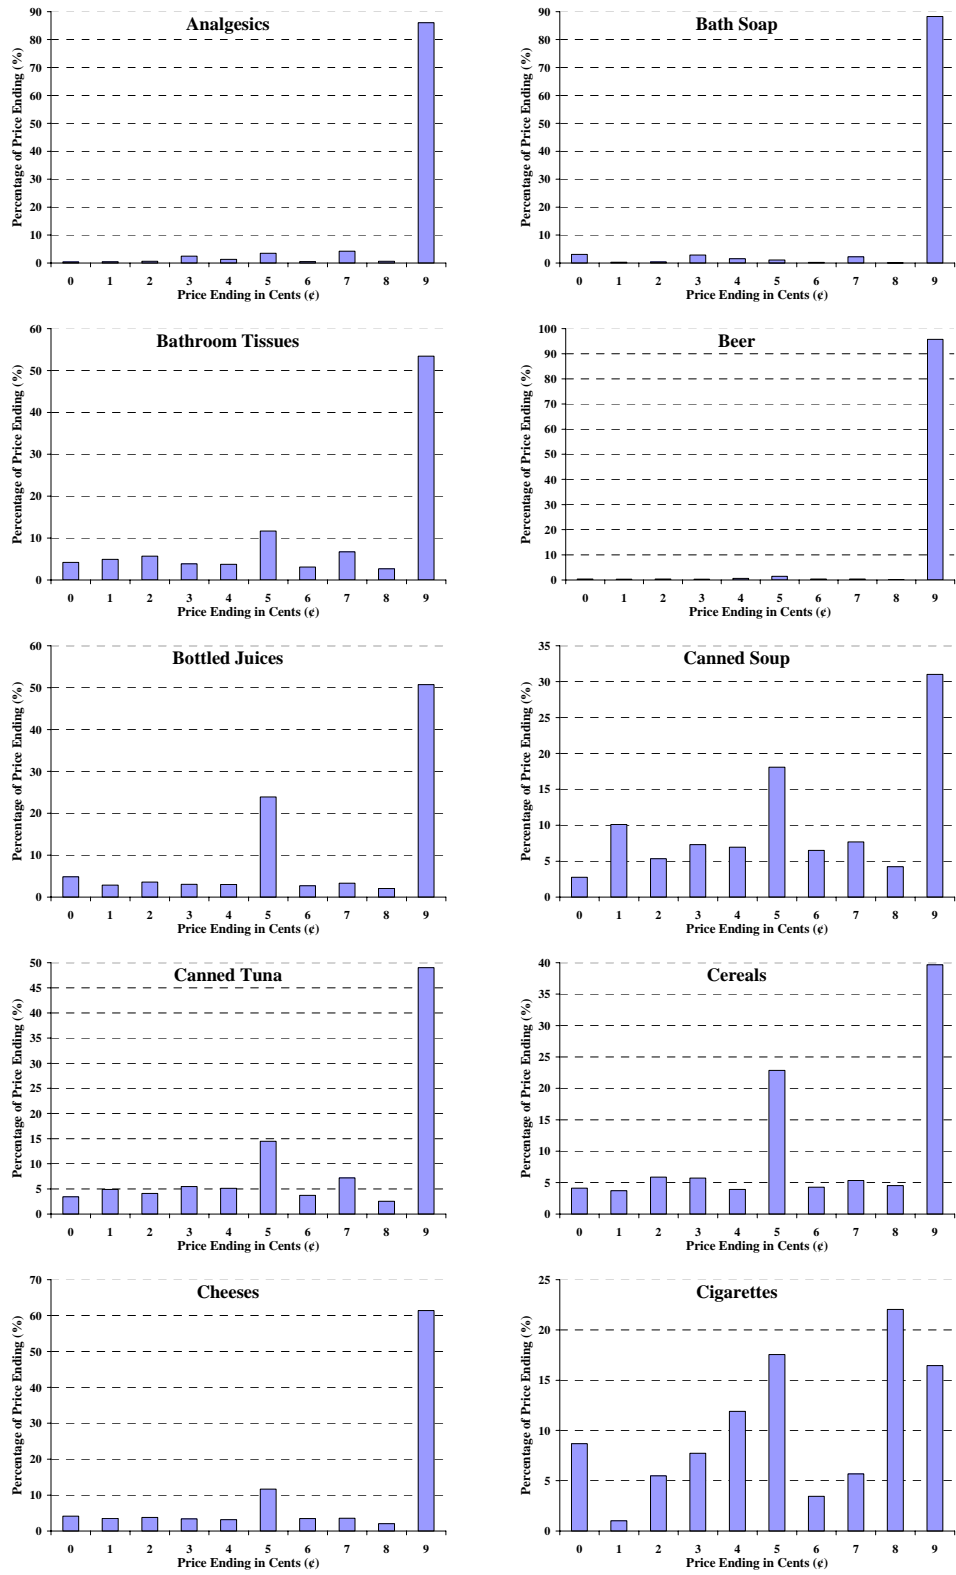 Analgesics
Percentage of Price Ending (%)
90
80
70
60
50
40
30
20
10
0
0 1 2 3 4 5 6 7 8 9
Price Ending in Cents (¢)
Bath Soap
Percentage of Price Ending (%)
90
80
70
60
50
40
30
20
10
0
0 1 2 3 4 5 6 7 8 9
Price Ending in Cents (¢)
Bathroom Tissues
Percentage of Price Ending (%)
60
50
40
30
20
10
0
0 1 2 3 4 5 6 7 8 9
Price Ending in Cents (¢)
Beer
Percentage of Price Ending (%)
100
90
80
70
60
50
40
30
20
10
0
0 1 2 3 4 5 6 7 8 9
Price Ending in Cents (¢)
Bottled Juices
Percentage of Price Ending (%)
60
50
40
30
20
10
0
0 1 2 3 4 5 6 7 8 9
Price Ending in Cents (¢)
Canned Soup
Percentage of Price Ending (%)
35
30
25
20
15
10
5
0
0 1 2 3 4 5 6 7 8 9
Price Ending in Cents (¢)
Canned Tuna
Percentage of Price Ending (%)
50
45
40
35
30
25
20
15
10
5
0
0 1 2 3 4 5 6 7 8 9
Price Ending in Cents (¢)
Cereals
Percentage of Price Ending (%)
40
35
30
25
20
15
10
5
0
0 1 2 3 4 5 6 7 8 9
Price Ending in Cents (¢)
Cheeses
Percentage of Price Ending (%)
70
60
50
40
30
20
10
0
0 1 2 3 4 5 6 7 8 9
Price Ending in Cents (¢)
Cigarettes
Percentage of Price Ending (%)
25
20
15
10
5
0
0 1 2 3 4 5 6 7 8 9
Price Ending in Cents (¢)